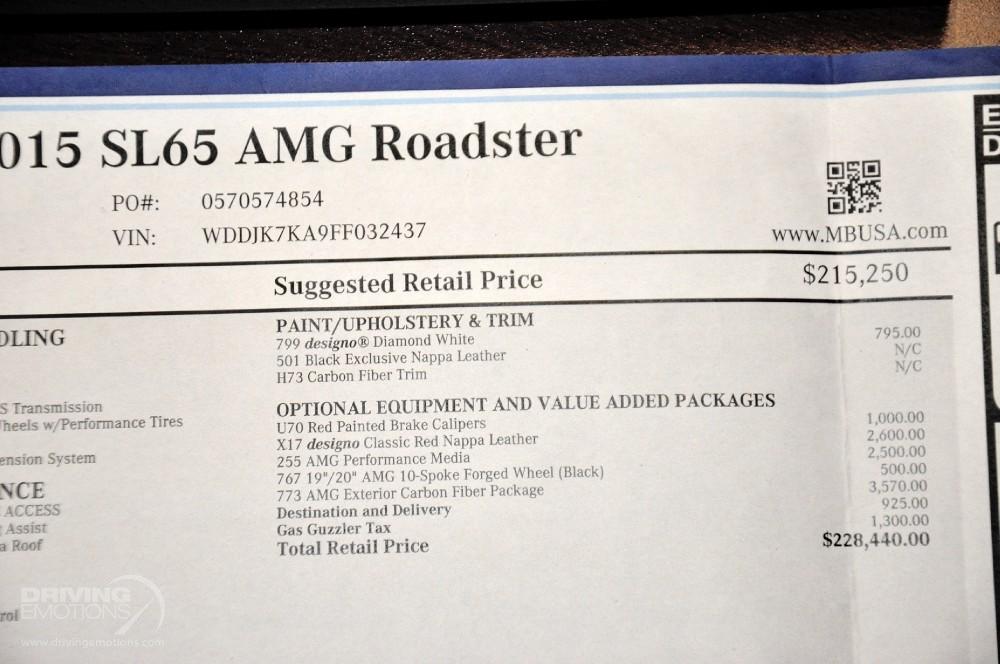 015 SL65 AMG Roadster
PO#: 0570574854
VIN: WDDJK7KA9FF032437
www.MBUSA.com
Suggested Retail Price $215,250
DLING
S Transmission
heels w/Performance Tires
ension System
NCE
ACCESS
Assist
a Roof
rol
PAINT/UPHOLSTERY & TRIM
799 designo® Diamond White 795.00
501 Black Exclusive Nappa Leather N/C
H73 Carbon Fiber Trim N/C
OPTIONAL EQUIPMENT AND VALUE ADDED PACKAGES
U70 Red Painted Brake Calipers 1,000.00
X17 designo Classic Red Nappa Leather 2,600.00
255 AMG Performance Media 2,500.00
767 19"/20" AMG 10-Spoke Forged Wheel (Black) 500.00
773 AMG Exterior Carbon Fiber Package 3,570.00
Destination and Delivery 925.00
Gas Guzzler Tax 1,300.00
Total Retail Price $228,440.00
E
D
DRIVING
EMOTIONS
www.drivingemotions.com